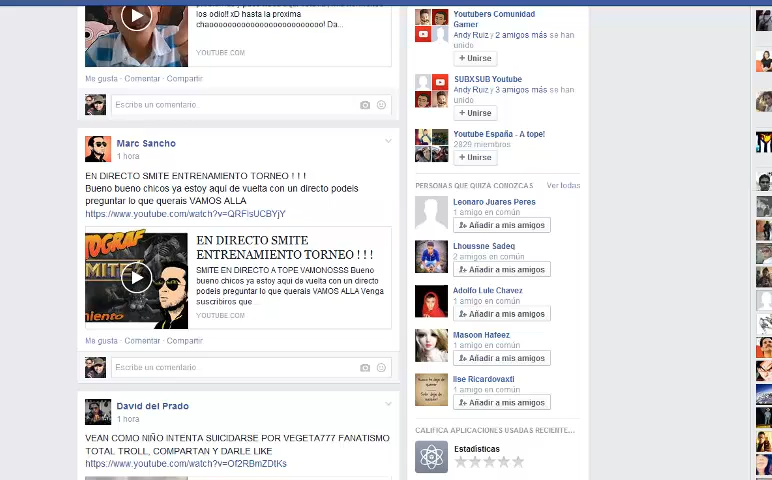 los odio!! xD hasta la proxima
chaooooooooooooooooooooooooo! Da...
YOUTUBE.COM
Me gusta · Comentar · Compartir
Escribe un comentario
Marc Sancho
1 hora
EN DIRECTO SMITE ENTRENAMIENTO TORNEO ! ! !
Bueno bueno chicos ya estoy aqui de vuelta con un directo podeis
preguntar lo que querais VAMOS ALLA
https://www.youtube.com/watch?v=QRFIsUCBYjY
EN DIRECTO SMITE
ENTRENAMIENTO TORNEO ! ! !
SMITE EN DIRECTO A TOPE VAMONOSSS Bueno
bueno chicos ya estoy aqui de vuelta con un directo
podeis preguntar lo que querais VAMOS ALLA Venga
suscribiros que...
YOUTUBE.COM
Me gusta · Comentar · Compartir
Escribe un comentario
David del Prado
1 hora
VEAN COMO NIÑO INTENTA SUICIDARSE POR VEGETA777 FANATISMO
TOTAL TROLL, COMPARTAN Y DARLE LIKE
https://www.youtube.com/watch?v=Of2RBmZDtKs
Youtubers Comunidad
Gamer
Andy Ruiz y 2 amigos más se han
unido
+ Unirse
SUBXSUB Youtube
Andy Ruiz y 3 amigos más se han
unido
+ Unirse
Youtube España - A tope!
2829 miembros
+ Unirse
PERSONAS QUE QUIZÁ CONOZCAS Ver todas
Leonaro Juares Peres
1 amigo en común
Añadir a mis amigos
Lhoussne Sadeq
2 amigos en común
Añadir a mis amigos
Adolfo Lufe Chavez
1 amigo en común
Añadir a mis amigos
Masoon Hafeez
1 amigo en común
Añadir a mis amigos
Ilse Ricardovaxtl
1 amigo en común
Añadir a mis amigos
CALIFICA APLICACIONES USADAS RECIENTE...
Estadísticas